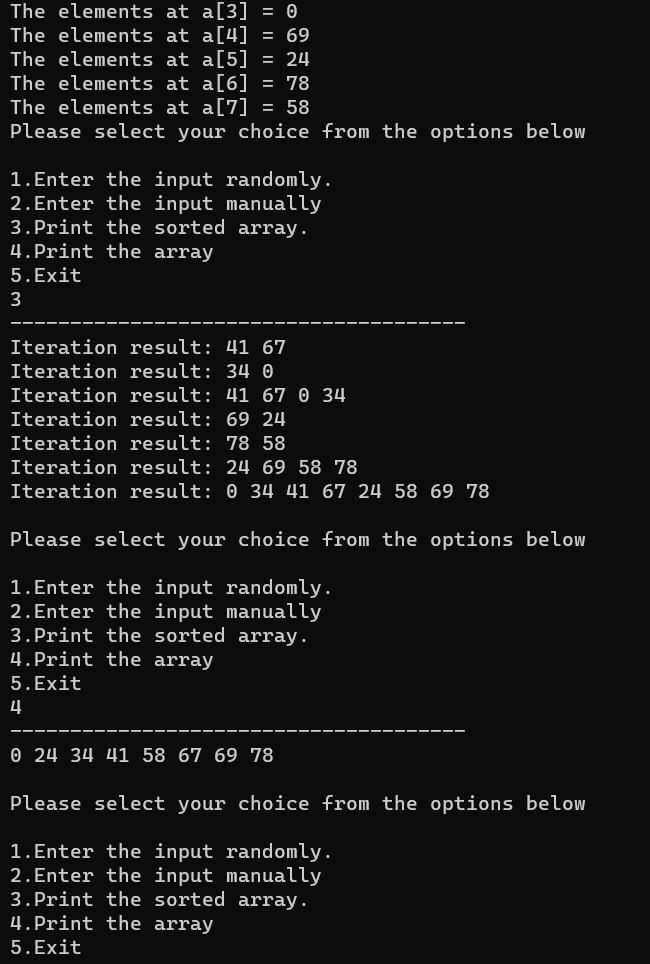 The elements at a[3] = 0
The elements at a[4] = 69
The elements at a[5] = 24
The elements at a[6] = 78
The elements at a[7] = 58
Please select your choice from the options below
1.Enter the input randomly.
2.Enter the input manually
3.Print the sorted array.
4.Print the array
5.Exit
3
--------------------------------------
Iteration result: 41 67
Iteration result: 34 0
Iteration result: 41 67 0 34
Iteration result: 69 24
Iteration result: 78 58
Iteration result: 24 69 58 78
Iteration result: 0 34 41 67 24 58 69 78
Please select your choice from the options below
1.Enter the input randomly.
2.Enter the input manually
3.Print the sorted array.
4.Print the array
5.Exit
4
--------------------------------------
0 24 34 41 58 67 69 78
Please select your choice from the options below
1.Enter the input randomly.
2.Enter the input manually
3.Print the sorted array.
4.Print the array
5.Exit